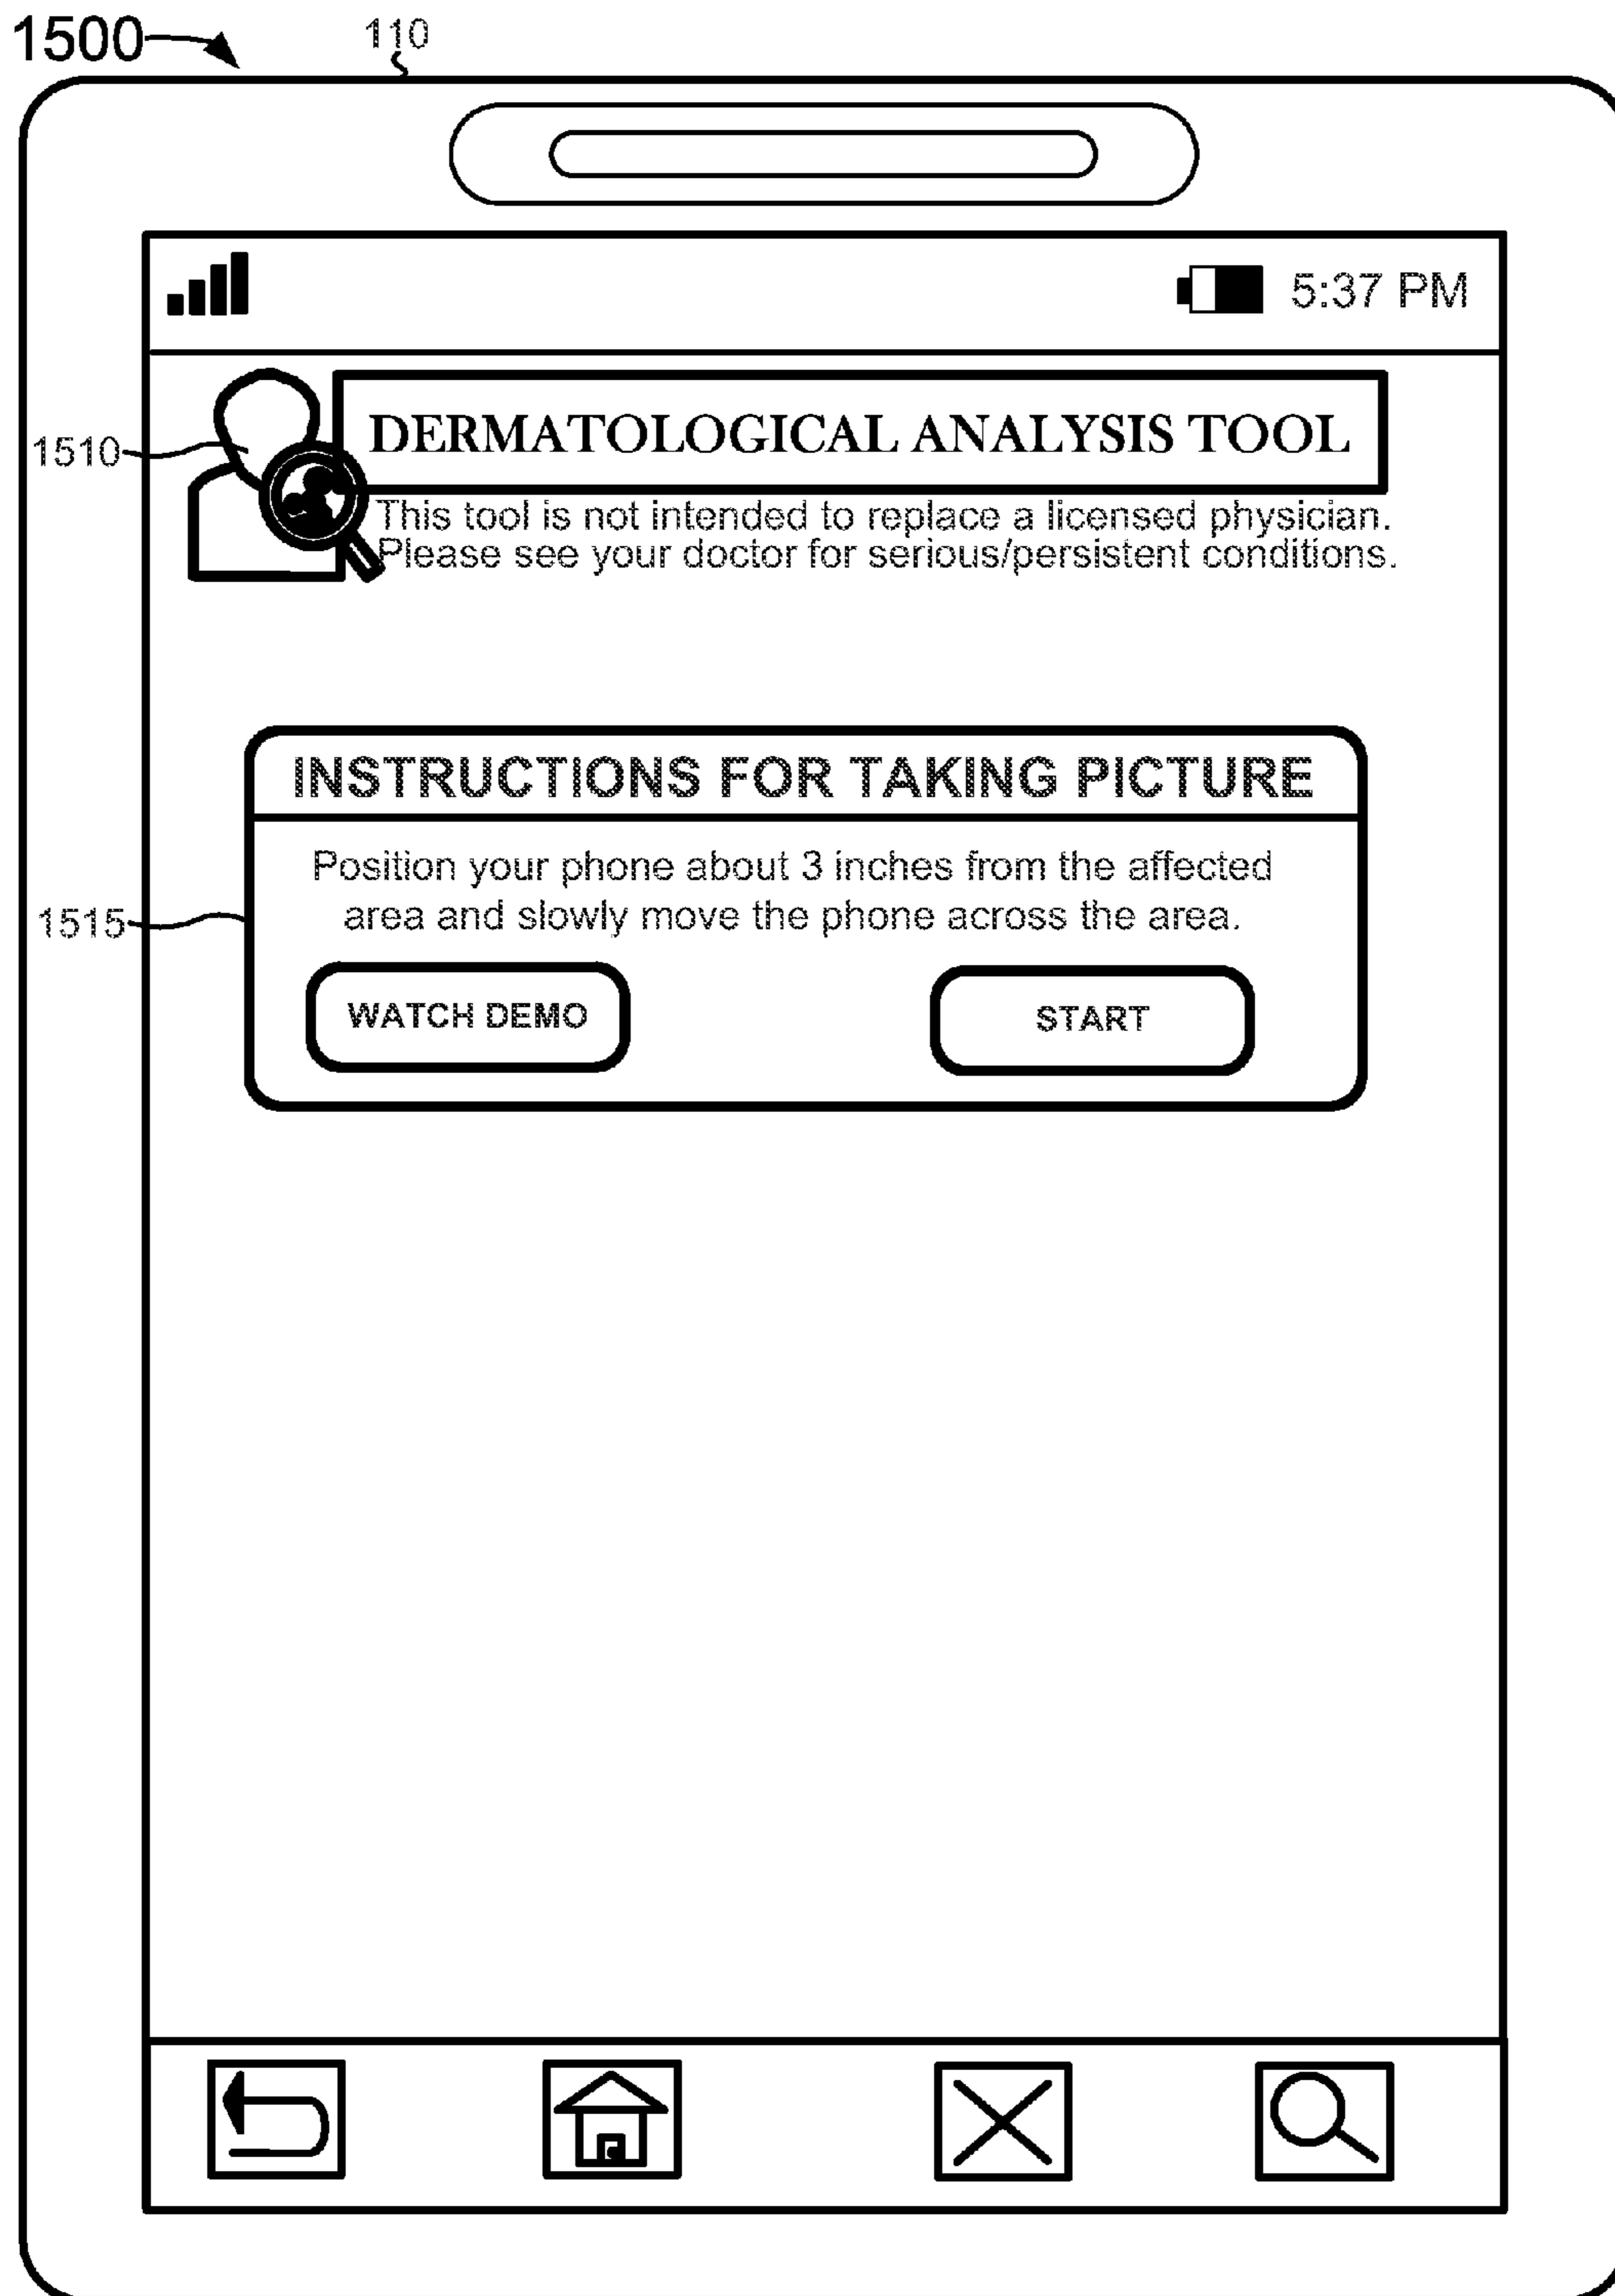 1500
110
5:37 PM
1510
DERMATOLOGICAL ANALYSIS TOOL
This tool is not intended to replace a licensed physician.
Please see your doctor for serious/persistent conditions.
INSTRUCTIONS FOR TAKING PICTURE
Position your phone about 3 inches from the affected
1515
area and slowly move the phone across the area.
WATCH DEMO
START